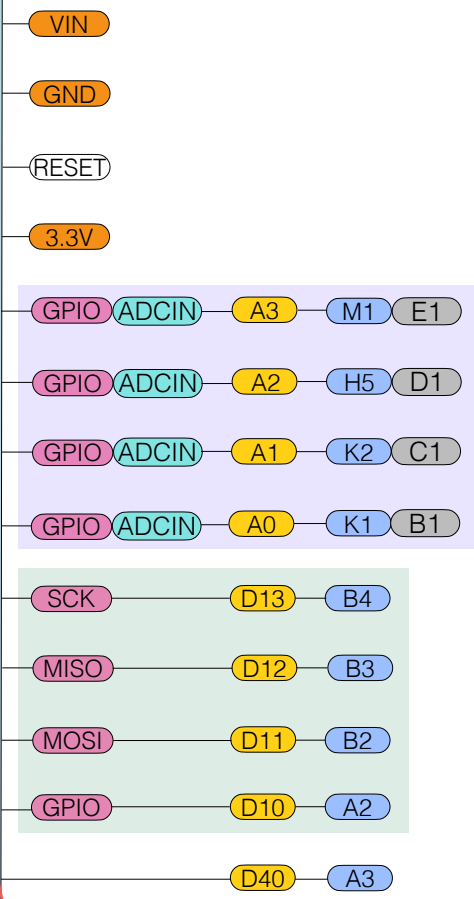 VIN
GND
RESET
3.3V
GPIO ADCIN A3 M1 E1
GPIO ADCIN A2 H5 D1
GPIO ADCIN A1 K2 C1
GPIO ADCIN A0 K1 B1
SCK D13 B4
MISO D12 B3
MOSI D11 B2
GPIO D10 A2
D40 A3